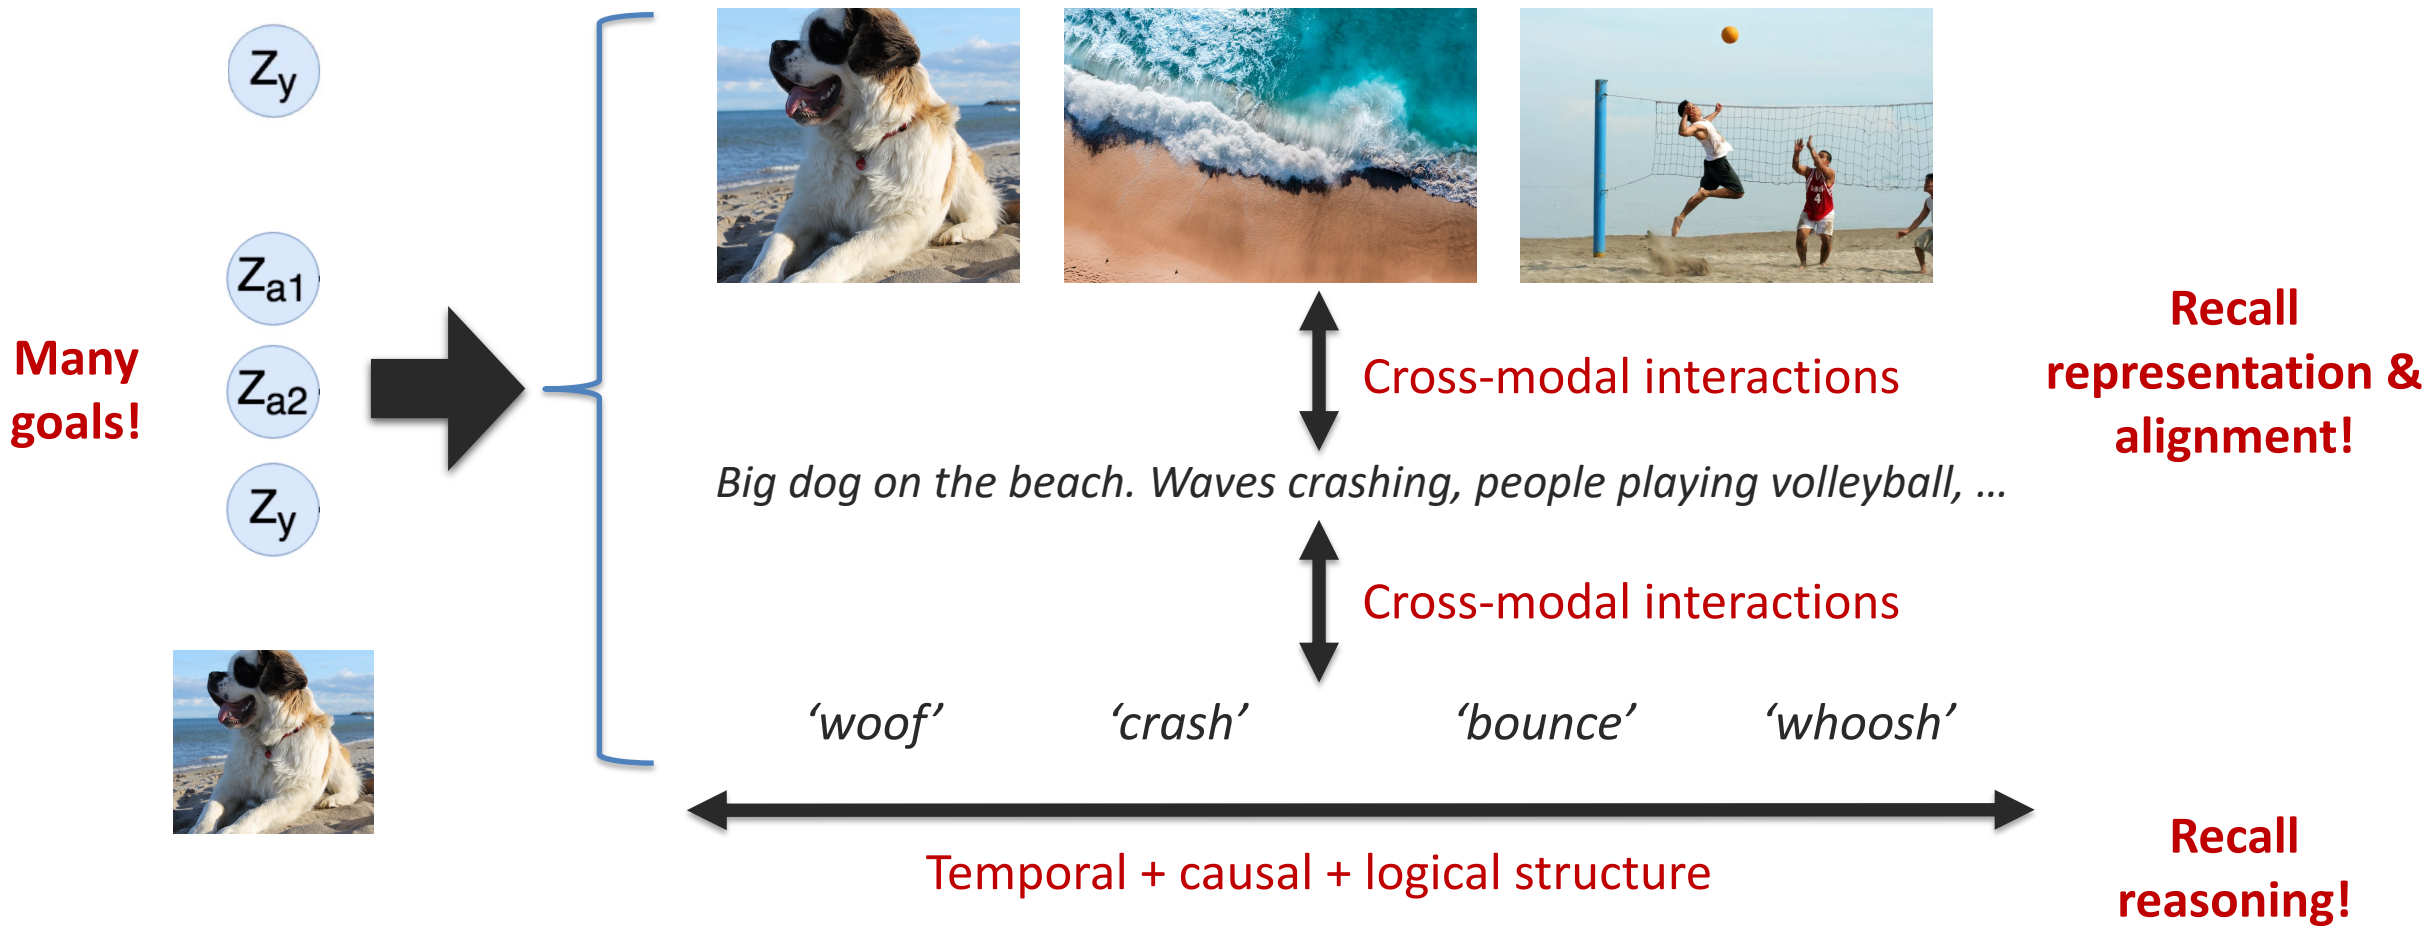 Zy
Za1
Za2
Zy
Many
goals!
Cross-modal interactions
Big dog on the beach. Waves crashing, people playing volleyball, …
Cross-modal interactions
‘woof’ ‘crash’ ‘bounce’ ‘whoosh’
Temporal + causal + logical structure
Recall
representation &
alignment!
Recall
reasoning!
4